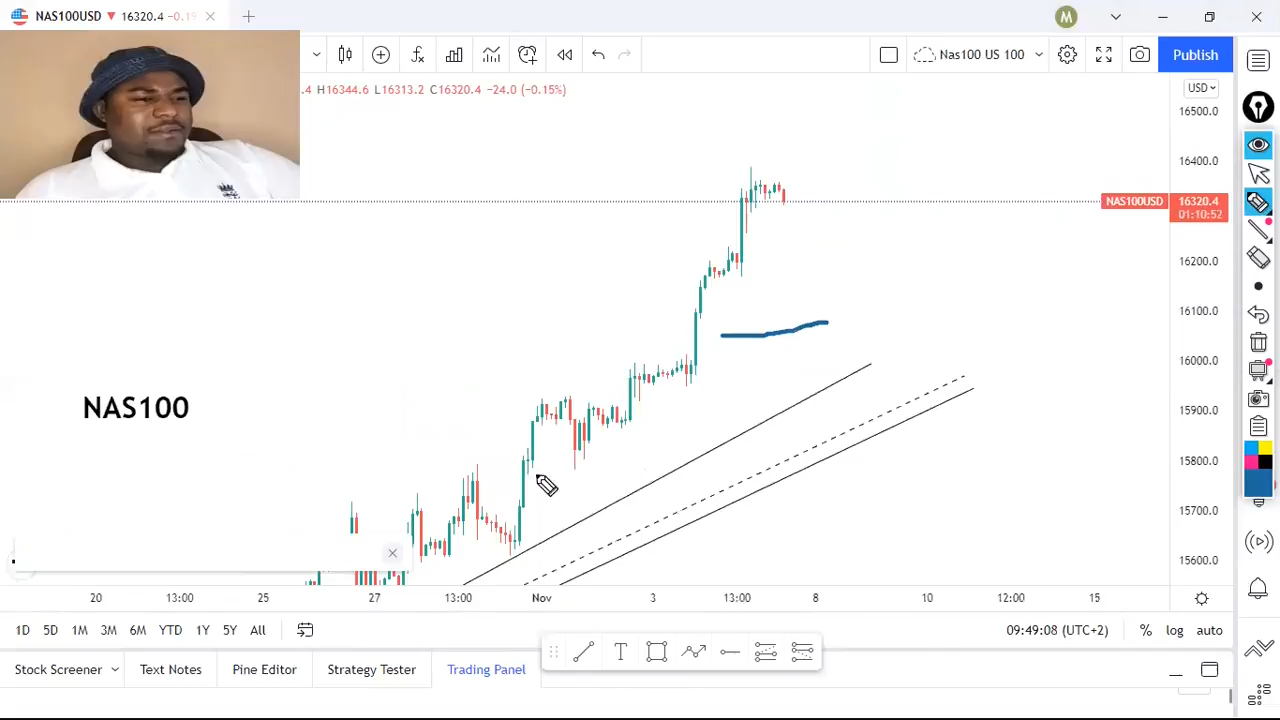 NAS100USD ▼ 16320.4 -0.19
M
.4 H16344.6 L16313.2 C16320.4 -24.0 (-0.15%)
Nas100 US 100
Publish
USD
16500.0
16400.0
NAS100USD 16320.4
01:10:52
16200.0
16100.0
16000.0
15900.0
15800.0
15700.0
15600.0
NAS100
20 13:00 25 27 13:00 Nov 3 13:00 8 10 12:00 15
1D 5D 1M 3M 6M YTD 1Y 5Y All
09:49:08 (UTC+2) % log auto
Stock Screener Text Notes Pine Editor Strategy Tester Trading Panel